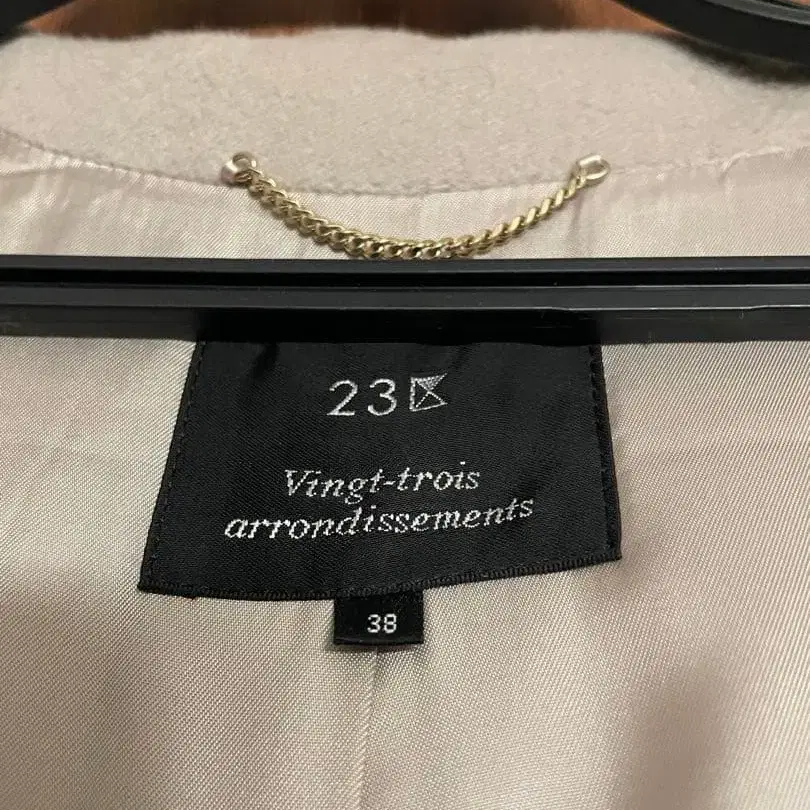 23区
Vingt-trois
arrondissements
38